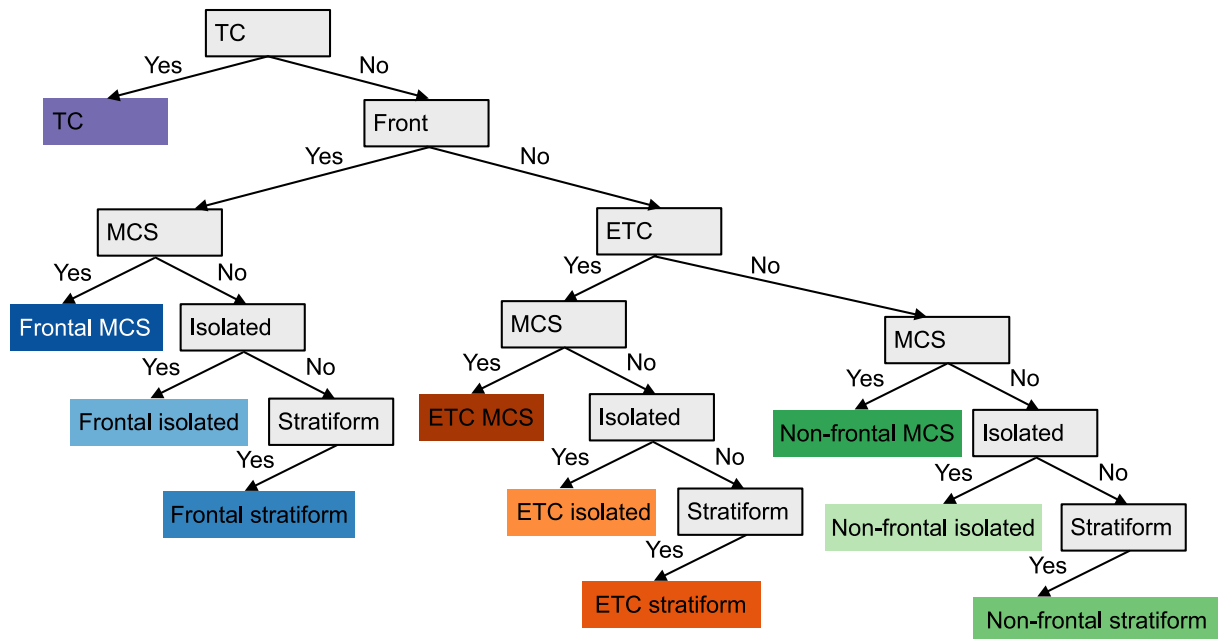 TC
Yes
No
TC
Front
Yes
No
MCS
ETC
Yes
No
Yes
No
Frontal MCS
Isolated
MCS
MCS
Yes
No
Yes
No
Yes
No
Frontal isolated
Stratiform
ETC MCS
Isolated
Non-frontal MCS
Isolated
Yes
Yes
No
Yes
No
Frontal stratiform
ETC isolated
Stratiform
Non-frontal isolated
Stratiform
Yes
Yes
ETC stratiform
Non-frontal stratiform